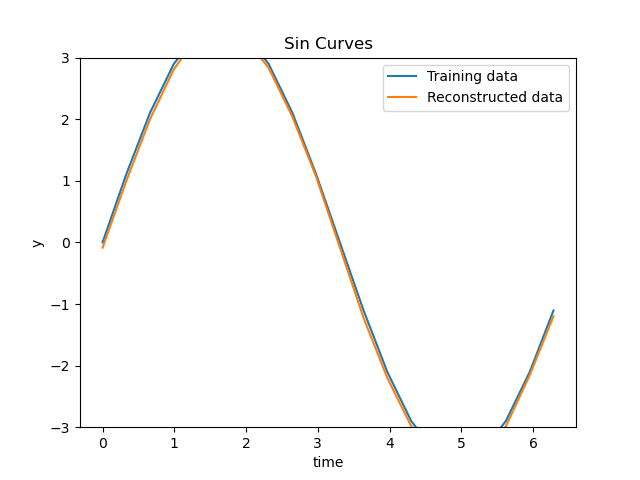 Sin Curves
Training data
Reconstructed data
3
2
1
0
−1
−2
−3
y
0 1 2 3 4 5 6
time